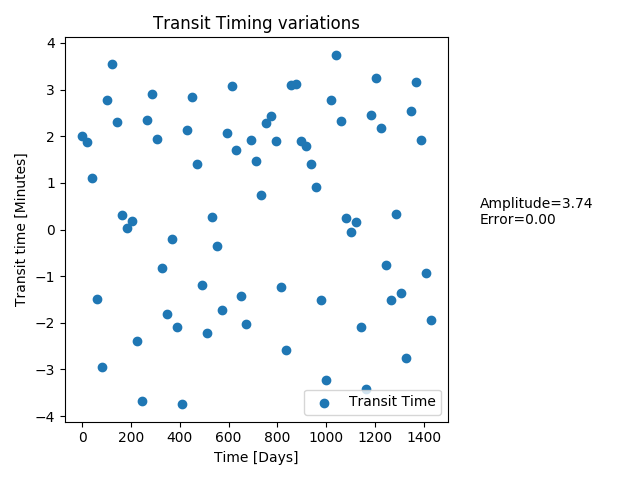 Transit Timing variations
Transit time [Minutes]
4
3
2
1
0
−1
−2
−3
−4
Amplitude=3.74
Error=0.00
Transit Time
0 200 400 600 800 1000 1200 1400
Time [Days]